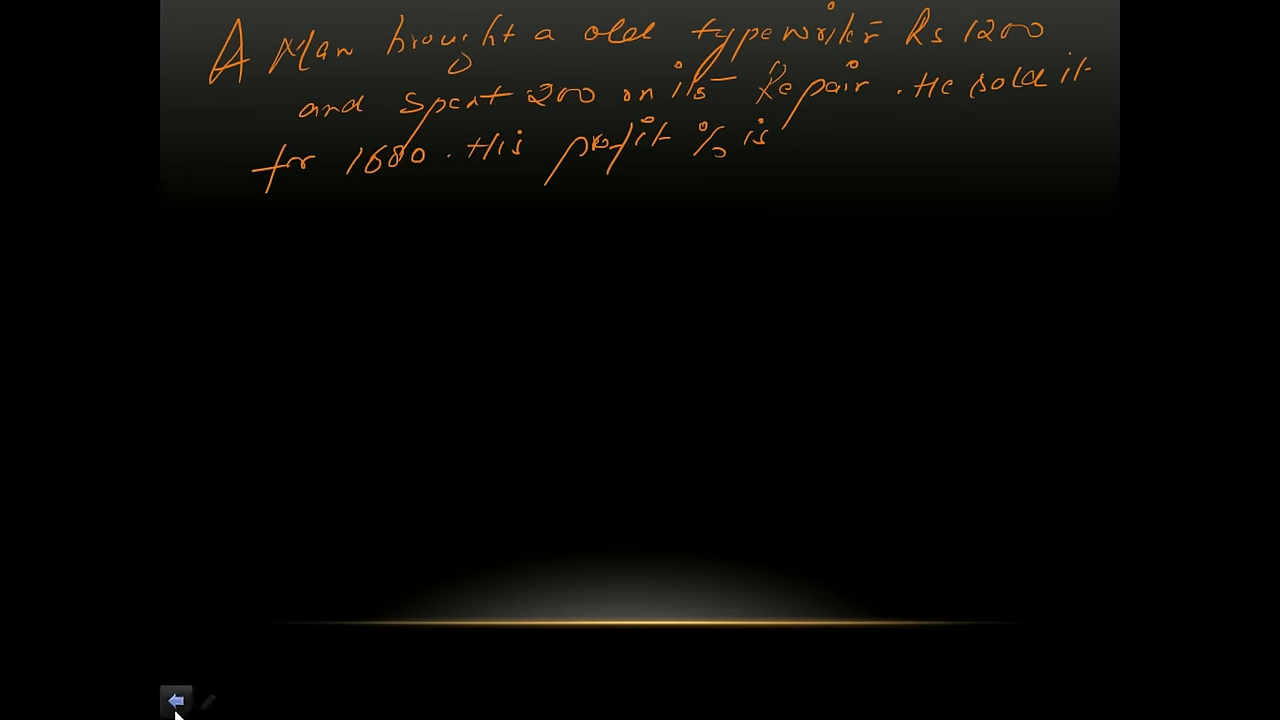 A Man brought a old typewriter Rs 1200
and spent 200 on its Repair. He sold it
for 1680. His profit % is